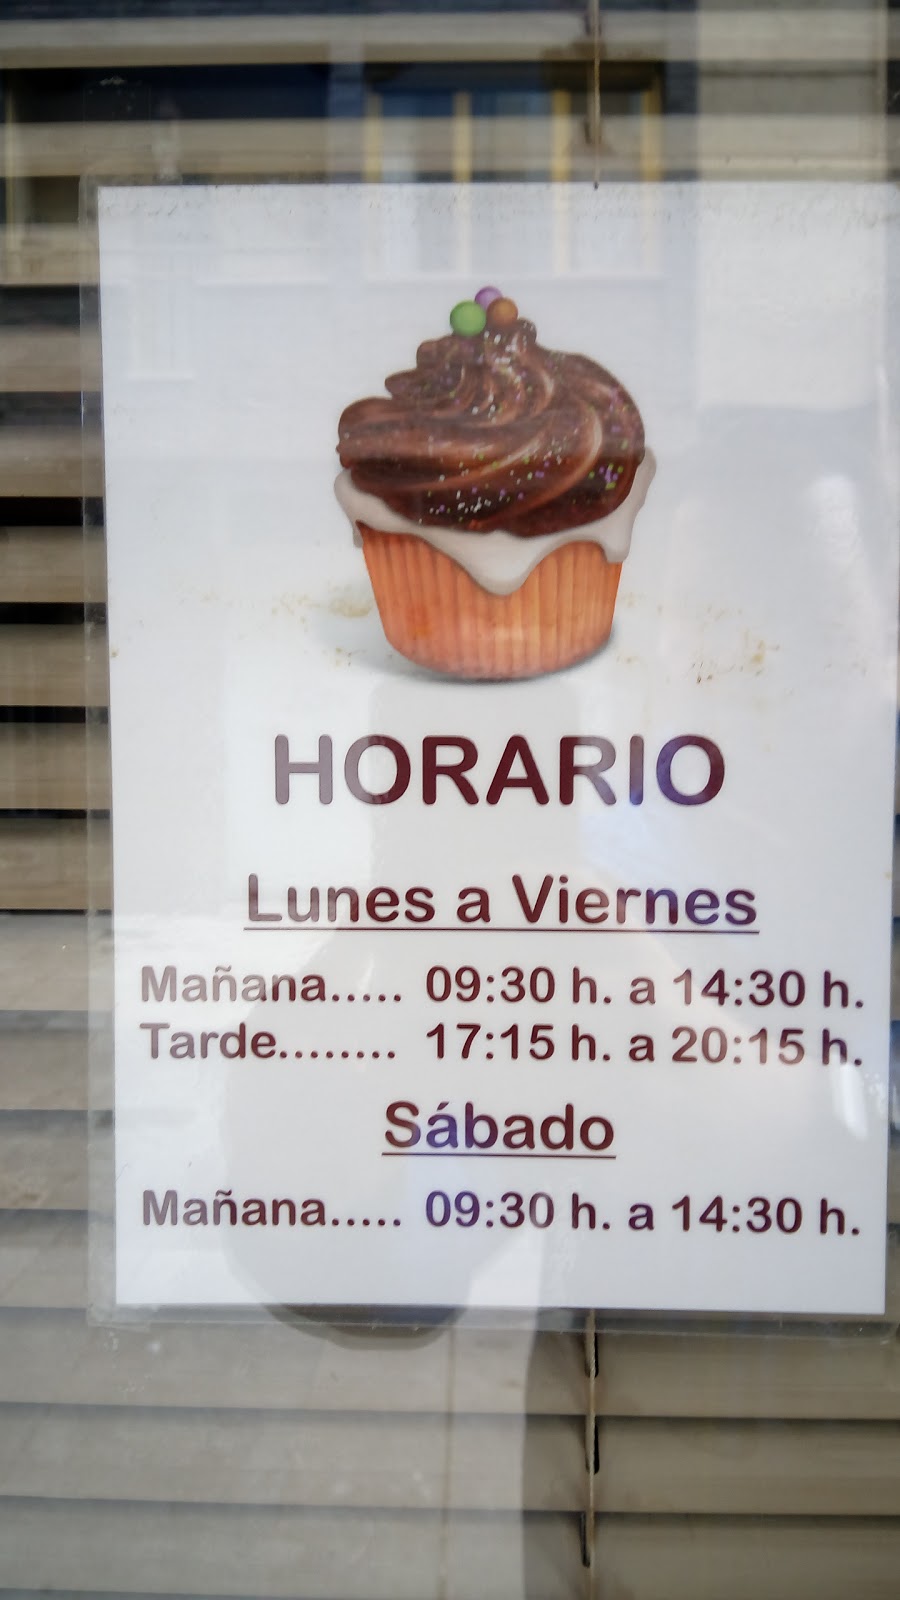 HORARIO
Lunes a Viernes
Mañana..... 09:30 h. a 14:30 h.
Tarde........ 17:15 h. a 20:15 h.
Sábado
Mañana..... 09:30 h. a 14:30 h.